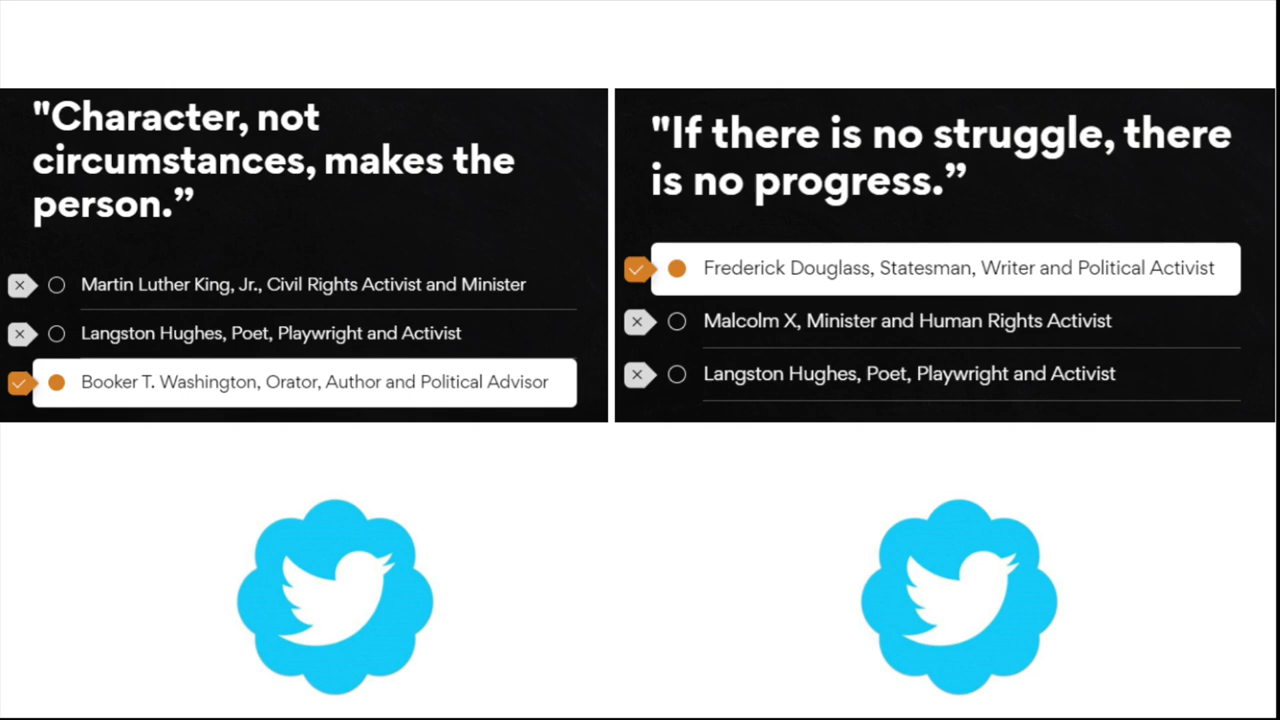 "Character, not
circumstances, makes the
person.”
Martin Luther King, Jr., Civil Rights Activist and Minister
Langston Hughes, Poet, Playwright and Activist
Booker T. Washington, Orator, Author and Political Advisor
"If there is no struggle, there
is no progress.”
Frederick Douglass, Statesman, Writer and Political Activist
Malcolm X, Minister and Human Rights Activist
Langston Hughes, Poet, Playwright and Activist